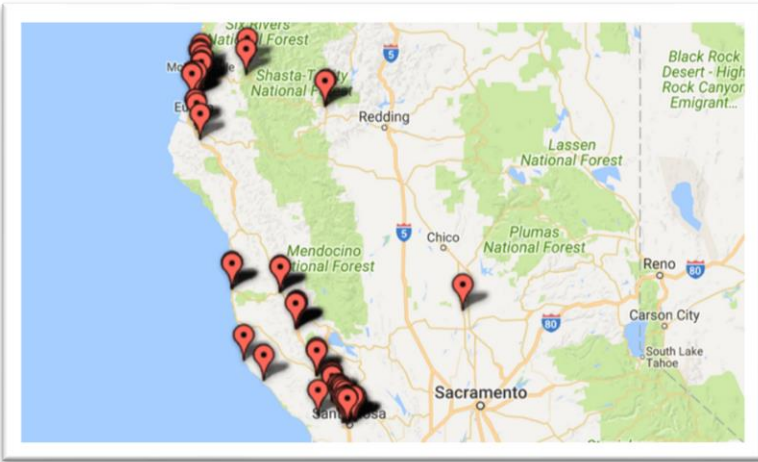 Six Rivers
National Forest
5
Black Rock
Desert - High
Rock Canyon
Emigrant...
Shasta-Trinity
National Forest
Redding
Lassen
National Forest
5
Chico
Plumas
National Forest
Mendocino
National Forest
Reno
80
Carson City
80
South Lake
Tahoe
Sacramento
Santa Rosa